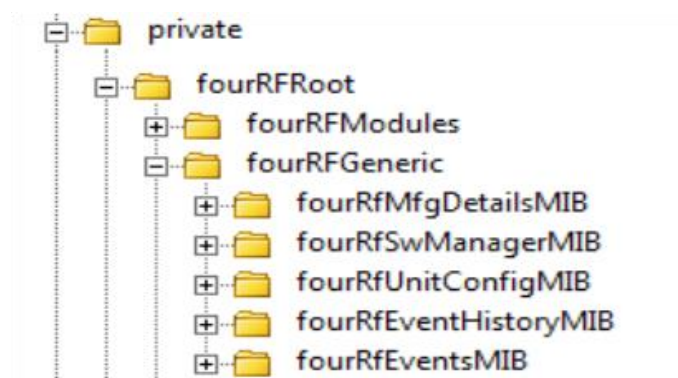 private
fourRFRoot
fourRFModules
fourRFGeneric
fourRfMfgDetailsMIB
fourRfSwManagerMIB
fourRfUnitConfigMIB
fourRfEventHistoryMIB
fourRfEventsMIB